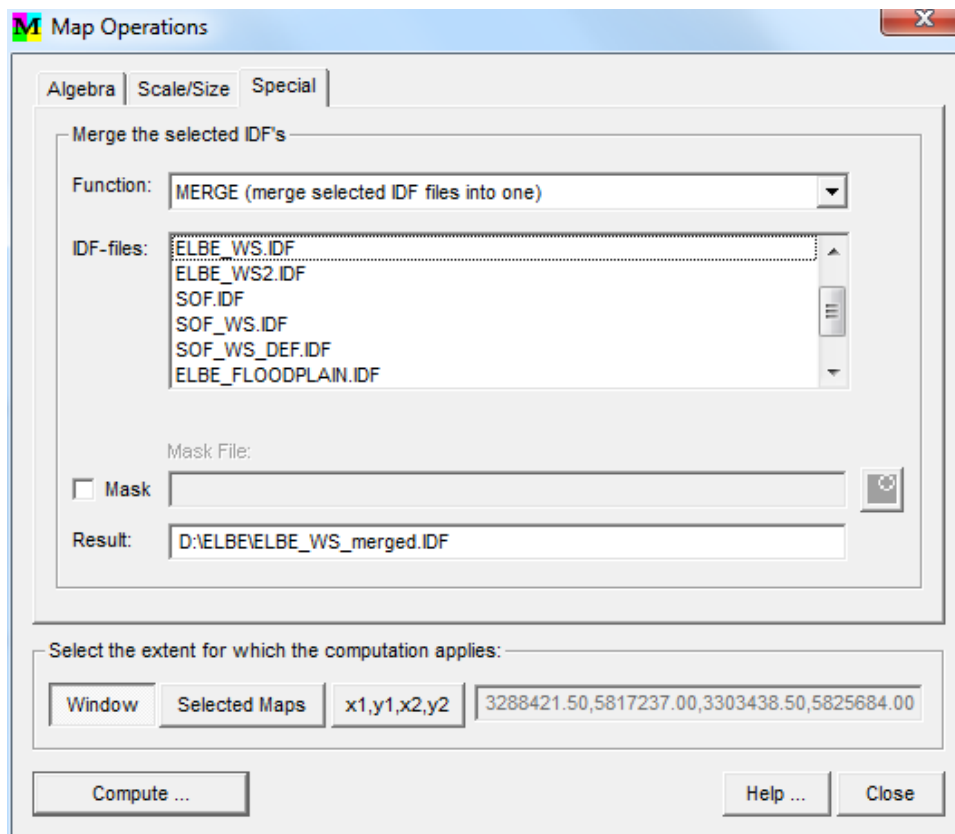 M Map Operations
x
Algebra Scale/Size Special
Merge the selected IDF's
Function: MERGE (merge selected IDF files into one)
IDF-files: ELBE_WS.IDF
ELBE_WS2.IDF
SOF.IDF
SOF_WS.IDF
SOF_WS_DEF.IDF
ELBE_FLOODPLAIN.IDF
Mask File:
Mask
Result: D:\ELBE\ELBE_WS_merged.IDF
Select the extent for which the computation applies:
Window Selected Maps x1,y1,x2,y2 3288421.50,5817237.00,3303438.50,5825684.00
Compute ... Help ... Close